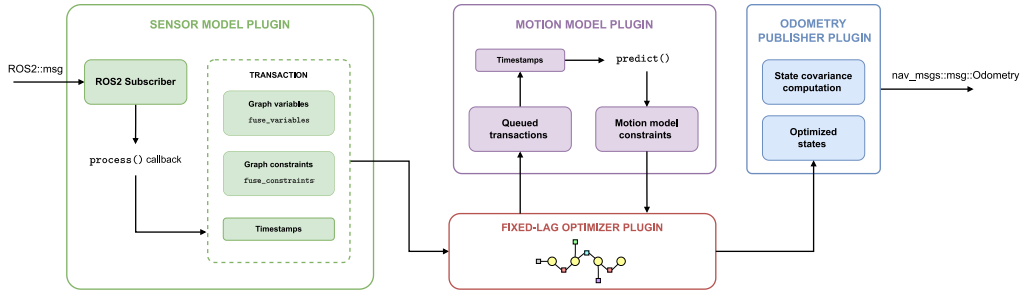 SENSOR MODEL PLUGIN
ROS2::msg
ROS2 Subscriber
process() callback
TRANSACTION
Graph variables
fuse_variables
Graph constraints
fuse_constraints
Timestamps
MOTION MODEL PLUGIN
Timestamps
predict()
Queued
transactions
Motion model
constraints
FIXED-LAG OPTIMIZER PLUGIN
ODOMETRY
PUBLISHER PLUGIN
State covariance
computation
Optimized
states
nav_msgs::msg::Odometry